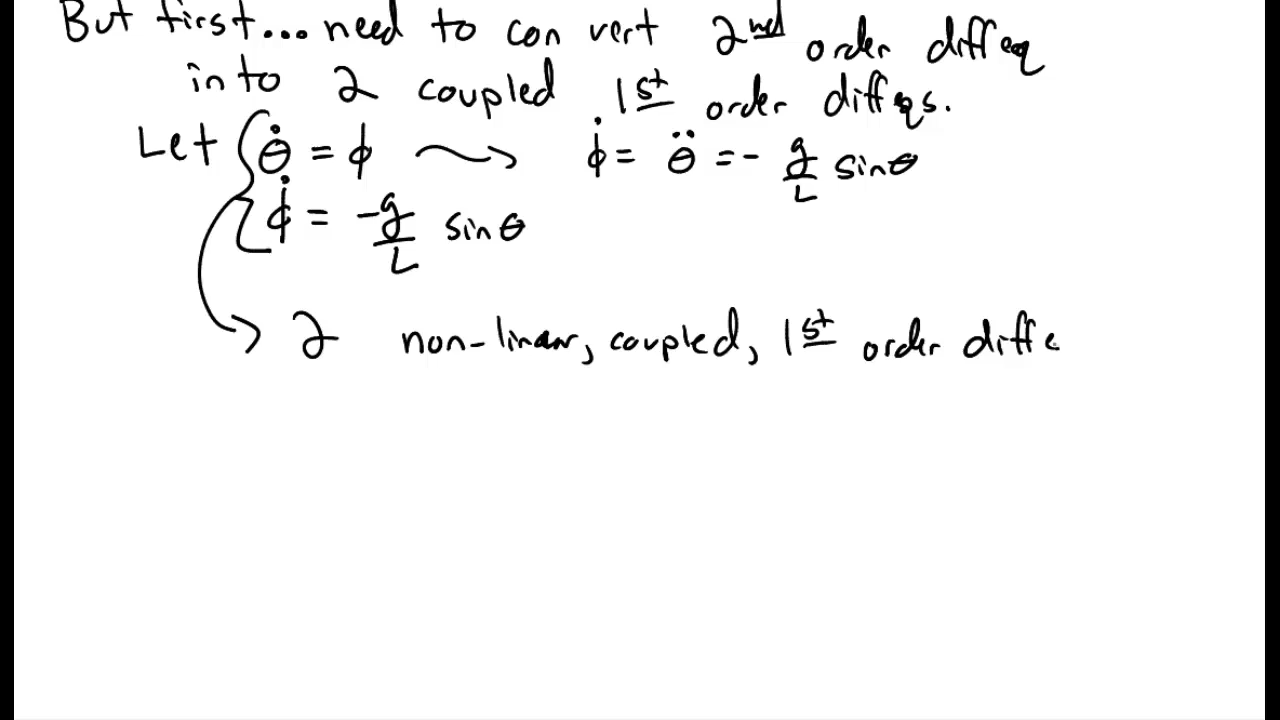 But first... need to convert 2nd order diffeq
into 2 coupled 1st order diffeqs.
Let { θ̇ = ϕ ⟿ ϕ̇ = θ̈ = - g/L sinθ
ϕ̇ = -g/L sinθ
→ 2 non-linear, coupled, 1st order diffe